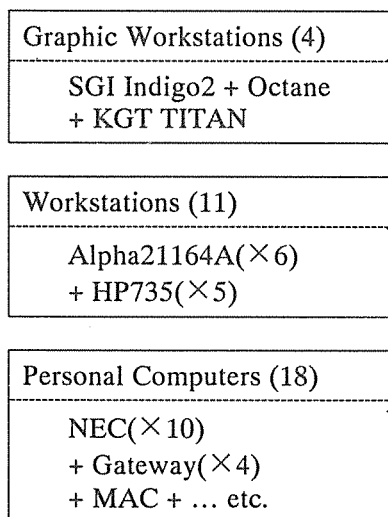 Graphic Workstations (4)
SGI Indigo2 + Octane
+ KGT TITAN
Workstations (11)
Alpha21164A(×6)
+ HP735(×5)
Personal Computers (18)
NEC(×10)
+ Gateway(×4)
+ MAC + ... etc.